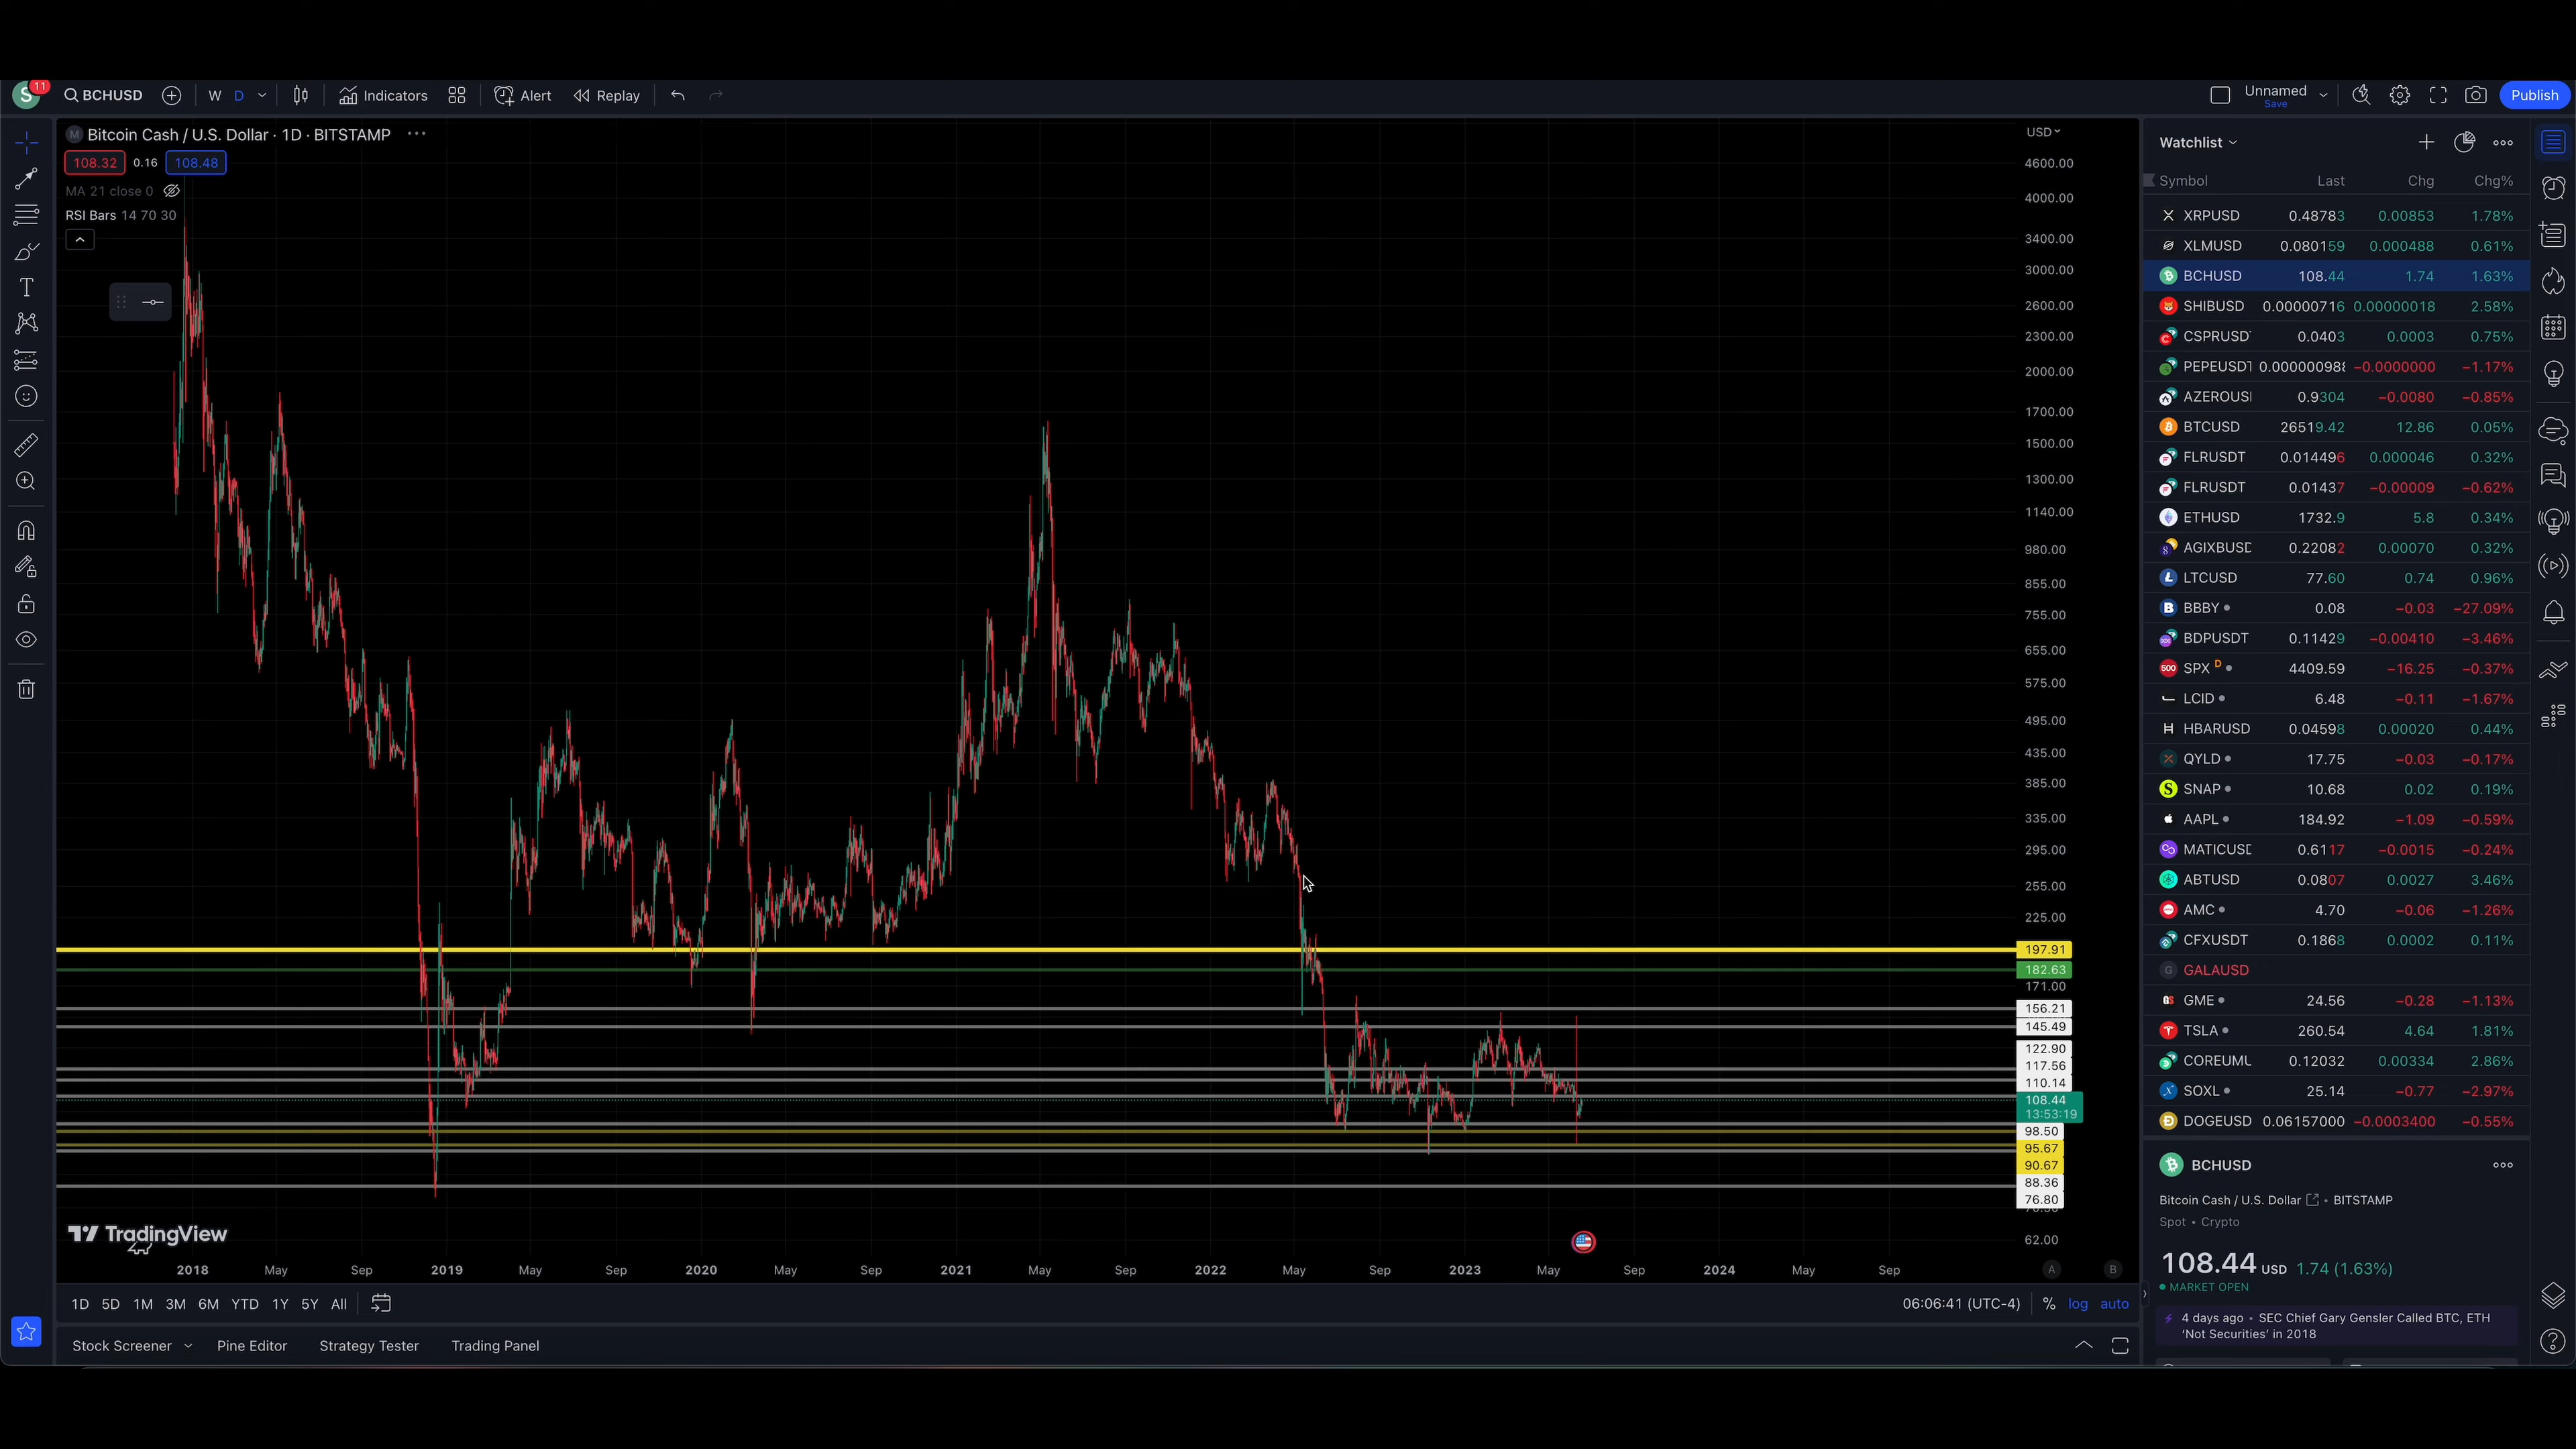 S 11 BCHUSD W D Indicators Alert Replay Unnamed Save Publish
M Bitcoin Cash / U.S. Dollar · 1D · BITSTAMP
108.32 0.16 108.48
MA 21 close 0
RSI Bars 14 70 30
USD
4600.00
4000.00
3400.00
3000.00
2600.00
2300.00
2000.00
1700.00
1500.00
1300.00
1140.00
980.00
855.00
755.00
655.00
575.00
495.00
435.00
385.00
335.00
295.00
255.00
225.00
197.91
182.63
171.00
156.21
145.49
122.90
117.56
110.14
108.44
13:53:19
98.50
95.67
90.67
88.36
76.80
62.00
TradingView
2018 May Sep 2019 May Sep 2020 May Sep 2021 May Sep 2022 May Sep 2023 May Sep 2024 May Sep A B
1D 5D 1M 3M 6M YTD 1Y 5Y All 06:06:41 (UTC-4) % log auto
Stock Screener Pine Editor Strategy Tester Trading Panel
Watchlist
Symbol Last Chg Chg%
XRPUSD 0.48783 0.00853 1.78%
XLMUSD 0.080159 0.000488 0.61%
BCHUSD 108.44 1.74 1.63%
SHIBUSD 0.00000716 0.00000018 2.58%
CSPRUSD 0.0403 0.0003 0.75%
PEPEUSDT 0.000000988 −0.0000000 −1.17%
AZEROUS 0.9304 −0.0080 −0.85%
BTCUSD 26519.42 12.86 0.05%
FLRUSDT 0.014496 0.000046 0.32%
FLRUSDT 0.01437 −0.00009 −0.62%
ETHUSD 1732.9 5.8 0.34%
AGIXBUSD 0.22082 0.00070 0.32%
LTCUSD 77.60 0.74 0.96%
BBBY 0.08 −0.03 −27.09%
BDPUSDT 0.11429 −0.00410 −3.46%
500 SPX D 4409.59 −16.25 −0.37%
LCID 6.48 −0.11 −1.67%
HBARUSD 0.04598 0.00020 0.44%
QYLD 17.75 −0.03 −0.17%
SNAP 10.68 0.02 0.19%
AAPL 184.92 −1.09 −0.59%
MATICUSD 0.6117 −0.0015 −0.24%
ABTUSD 0.0807 0.0027 3.46%
AMC 4.70 −0.06 −1.26%
CFXUSDT 0.1868 0.0002 0.11%
G GALAUSD
GME 24.56 −0.28 −1.13%
TSLA 260.54 4.64 1.81%
COREUMU 0.12032 0.00334 2.86%
SOXL 25.14 −0.77 −2.97%
DOGEUSD 0.06157000 −0.0003400 −0.55%
BCHUSD
Bitcoin Cash / U.S. Dollar • BITSTAMP
Spot • Crypto
108.44 USD 1.74 (1.63%)
MARKET OPEN
4 days ago • SEC Chief Gary Gensler Called BTC, ETH
‘Not Securities’ in 2018